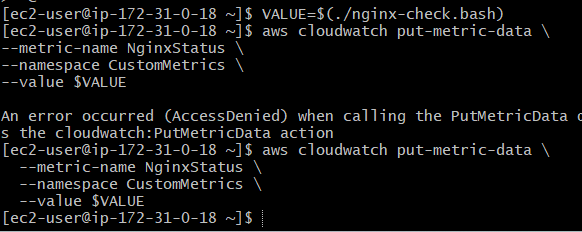 [ec2-user@ip-172-31-0-18 ~]$ VALUE=$(./nginx-check.bash)
[ec2-user@ip-172-31-0-18 ~]$ aws cloudwatch put-metric-data \
--metric-name NginxStatus \
--namespace CustomMetrics \
--value $VALUE
An error occurred (AccessDenied) when calling the PutMetricData
s the cloudwatch:PutMetricData action
[ec2-user@ip-172-31-0-18 ~]$ aws cloudwatch put-metric-data \
  --metric-name NginxStatus \
  --namespace CustomMetrics \
  --value $VALUE
[ec2-user@ip-172-31-0-18 ~]$